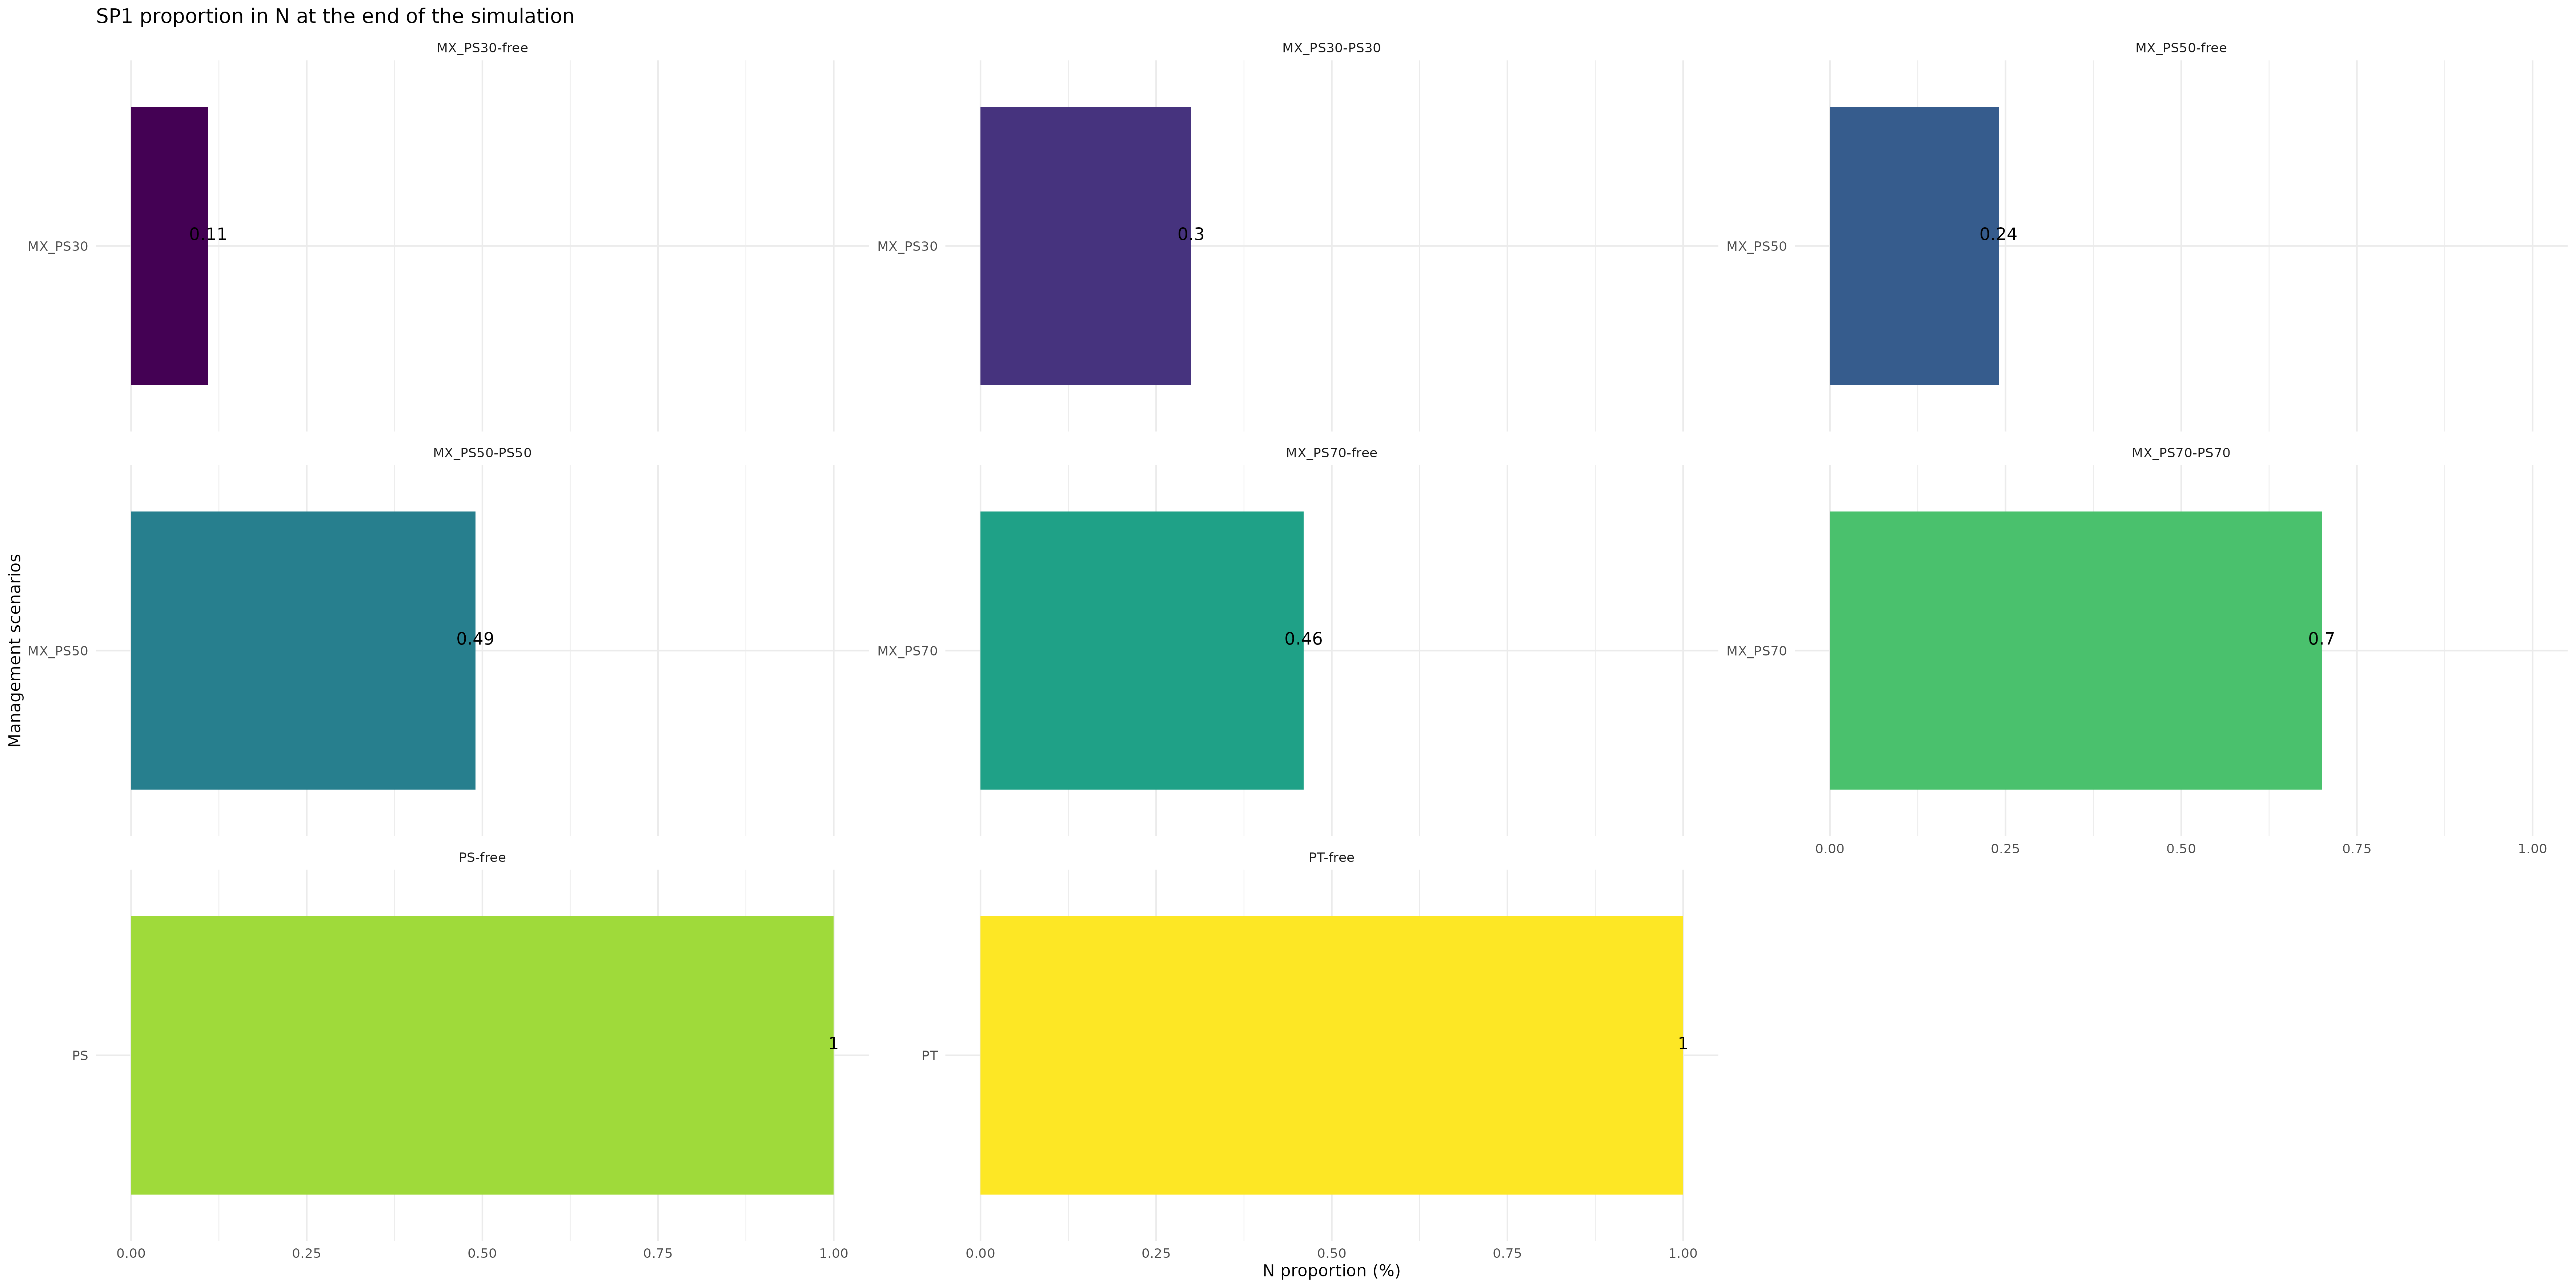 SP1 proportion in N at the end of the simulation
MX_PS30-free
MX_PS30-PS30
MX_PS50-free
MX_PS30
0.11
MX_PS30
0.3
MX_PS50
0.24
MX_PS50-PS50
MX_PS70-free
MX_PS70-PS70
Management scenarios
MX_PS50
0.49
MX_PS70
0.46
MX_PS70
0.7
0.00 0.25 0.50 0.75 1.00
PS-free
PT-free
PS
1
PT
1
0.00 0.25 0.50 0.75 1.00
0.00 0.25 0.50 0.75 1.00
N proportion (%)